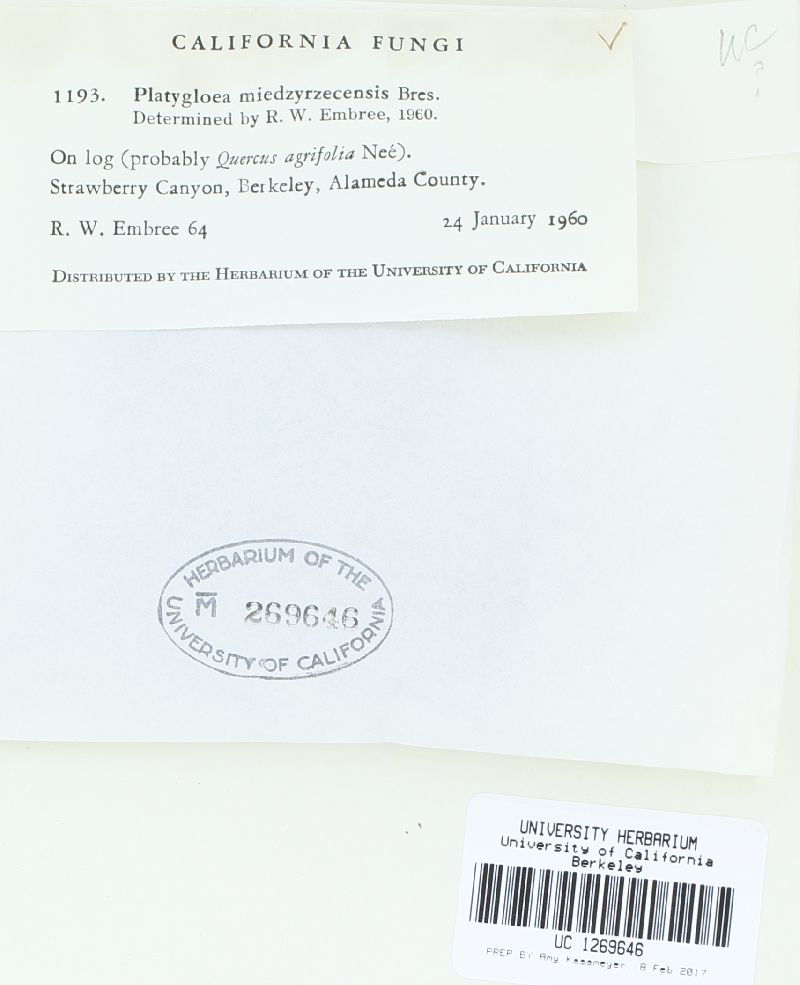 CALIFORNIA FUNGI
UC
?
1193. Platygloea miedzyrzecensis Bres.
Determined by R. W. Embree, 1960.
On log (probably Quercus agrifolia Neé).
Strawberry Canyon, Berkeley, Alameda County.
R. W. Embree 64 24 January 1960
DISTRIBUTED BY THE HERBARIUM OF THE UNIVERSITY OF CALIFORNIA
HERBARIUM OF THE
M 269646
UNIVERSITY OF CALIFORNIA
UNIVERSITY HERBARIUM
University of California
Berkeley
UC 1269646
PREP BY Amy Kasameyer 8 Feb 2017